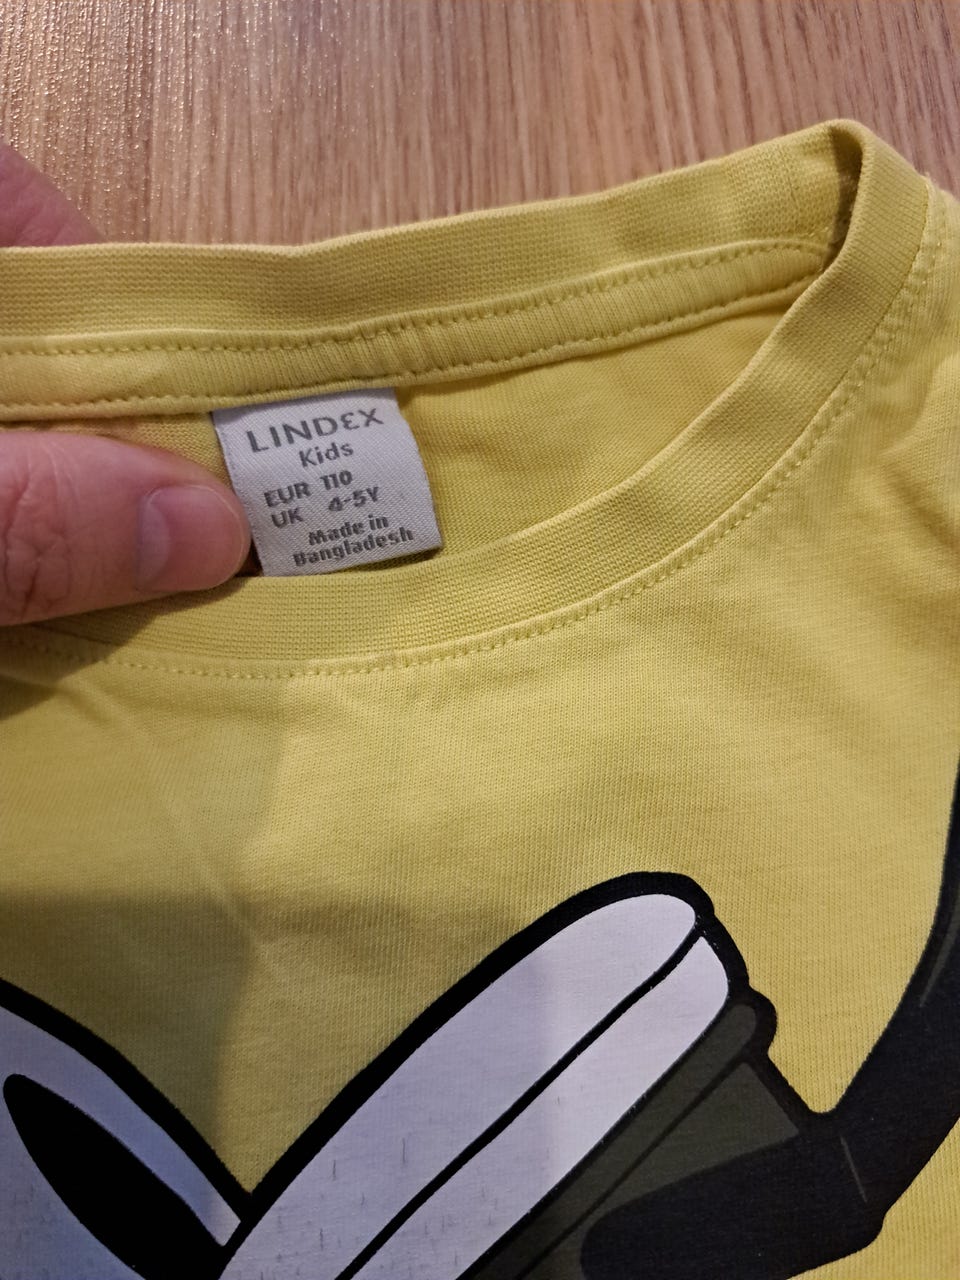 LINDEX
Kids
EUR 110
UK 4-5Y
Made in
Bangladesh